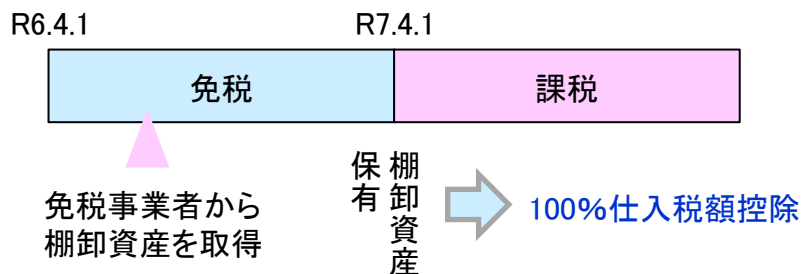 R6.4.1
R7.4.1
免税
課税
免税事業者から
棚卸資産を取得
棚卸資産
保有
100%仕入税額控除